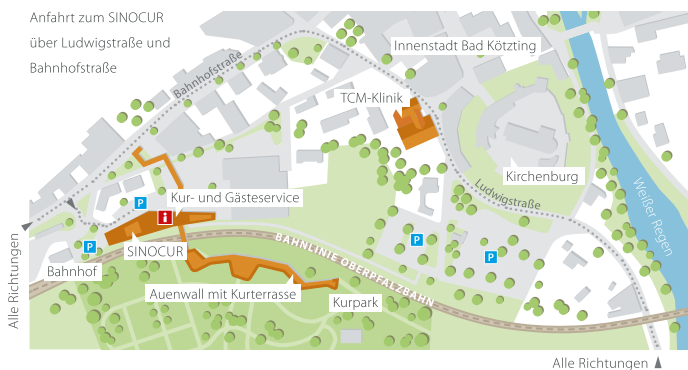 Anfahrt zum SINOCUR
über Ludwigstraße und
Bahnhofstraße
Innenstadt Bad Kötzting
Bahnhofstraße
TCM-Klinik
Kirchenburg
Ludwigstraße
Weißer Regen
Kur- und Gästeservice
P
i
P
SINOCUR
P
P
BAHNLINIE OBERPFALZBAHN
Bahnhof
Auenwall mit Kurterrasse
Kurpark
Alle Richtungen
Alle Richtungen